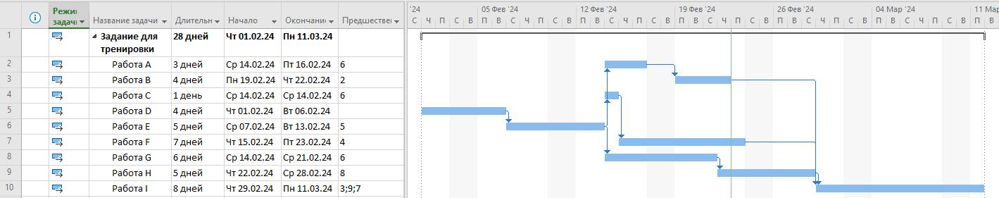 Режим задачи Название задачи Длительн Начало Окончани Предшествен
'24 05 Фев '24 12 Фев '24 19 Фев '24 26 Фев '24 04 Мар '24 11 Мар
С Ч П С В П В С Ч П С В П В С Ч П С В П В С Ч П С В П В С Ч П С В П В С Ч П С В П В
1 Задание для тренировки 28 дней Чт 01.02.24 Пн 11.03.24
2 Работа A 3 дней Ср 14.02.24 Пт 16.02.24 6
3 Работа B 4 дней Пн 19.02.24 Чт 22.02.24 2
4 Работа C 1 день Ср 14.02.24 Ср 14.02.24 6
5 Работа D 4 дней Чт 01.02.24 Вт 06.02.24
6 Работа E 5 дней Ср 07.02.24 Вт 13.02.24 5
7 Работа F 7 дней Чт 15.02.24 Пт 23.02.24 4
8 Работа G 6 дней Ср 14.02.24 Ср 21.02.24 6
9 Работа H 5 дней Чт 22.02.24 Ср 28.02.24 8
10 Работа I 8 дней Чт 29.02.24 Пн 11.03.24 3;9;7